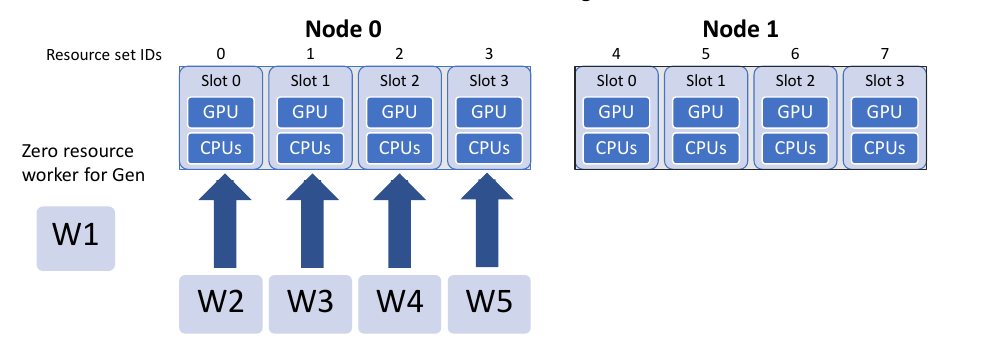 Node 0
Node 1
Resource set IDs 0 1 2 3 4 5 6 7
Slot 0 Slot 1 Slot 2 Slot 3 Slot 0 Slot 1 Slot 2 Slot 3
GPU GPU GPU GPU GPU GPU GPU GPU
CPUs CPUs CPUs CPUs CPUs CPUs CPUs CPUs
Zero resource
worker for Gen
W1
W2 W3 W4 W5